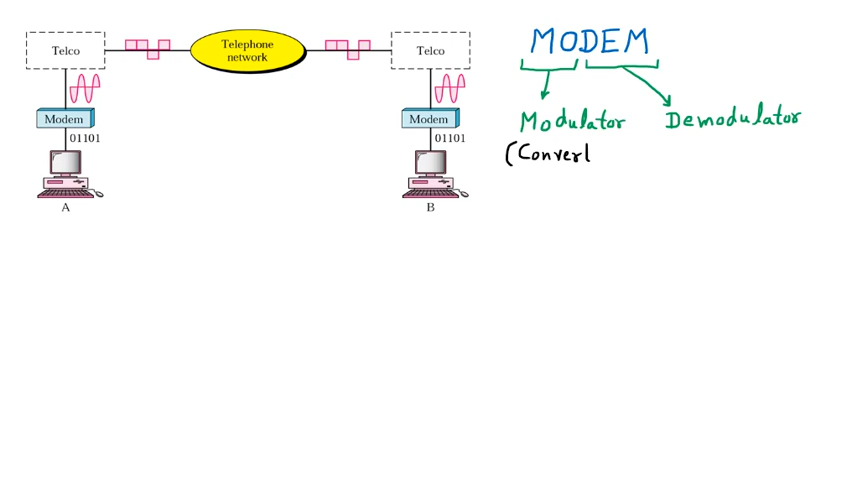 Telco
Telephone
network
Telco
Modem
01101
A
Modem
01101
B
MODEM
Modulator
Demodulator
(Convert